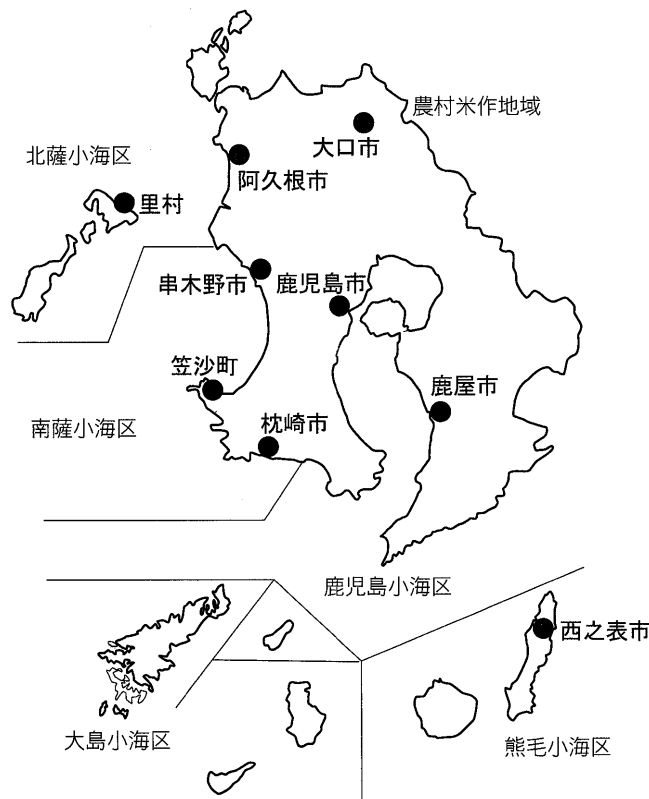 農村米作地域
大口市
北薩小海区
阿久根市
里村
串木野市
鹿児島市
笠沙町
鹿屋市
枕崎市
南薩小海区
鹿児島小海区
西之表市
大島小海区
熊毛小海区